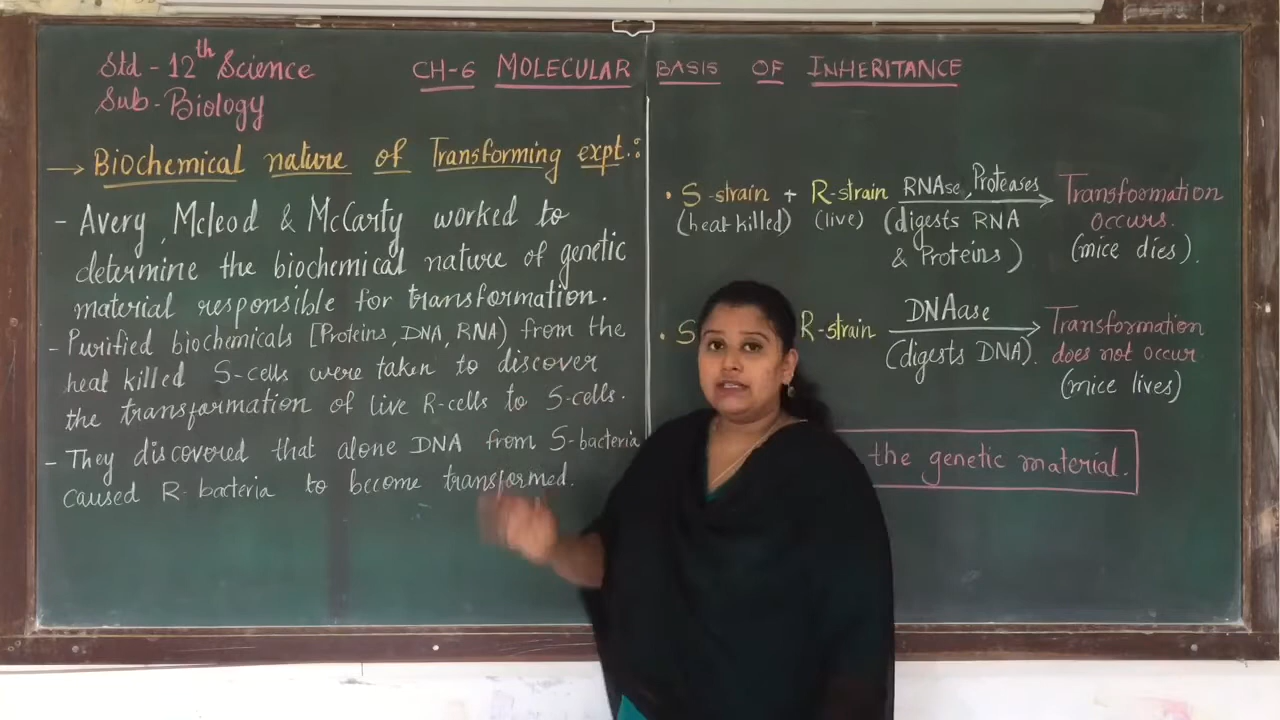 Std - 12th Science
Sub- Biology
CH-6 MOLECULAR BASIS OF INHERITANCE
→ Biochemical nature of Transforming expt.:
- Avery, Mcleod & McCarty worked to
determine the biochemical nature of genetic
material responsible for transformation.
- Purified biochemicals [Proteins, DNA, RNA) from the
heat killed S-cells were taken to discover
the transformation of live R-cells to S-cells.
- They discovered that alone DNA from S-bacteria
caused R-bacteria to become transformed.
• S-strain + R-strain RNAse, Proteases Transformation
(heat killed) (live) (digests RNA occurs.
& Proteins) (mice dies).
• S R-strain DNAase Transformation
(digests DNA). does not occur
(mice lives)
the genetic material.